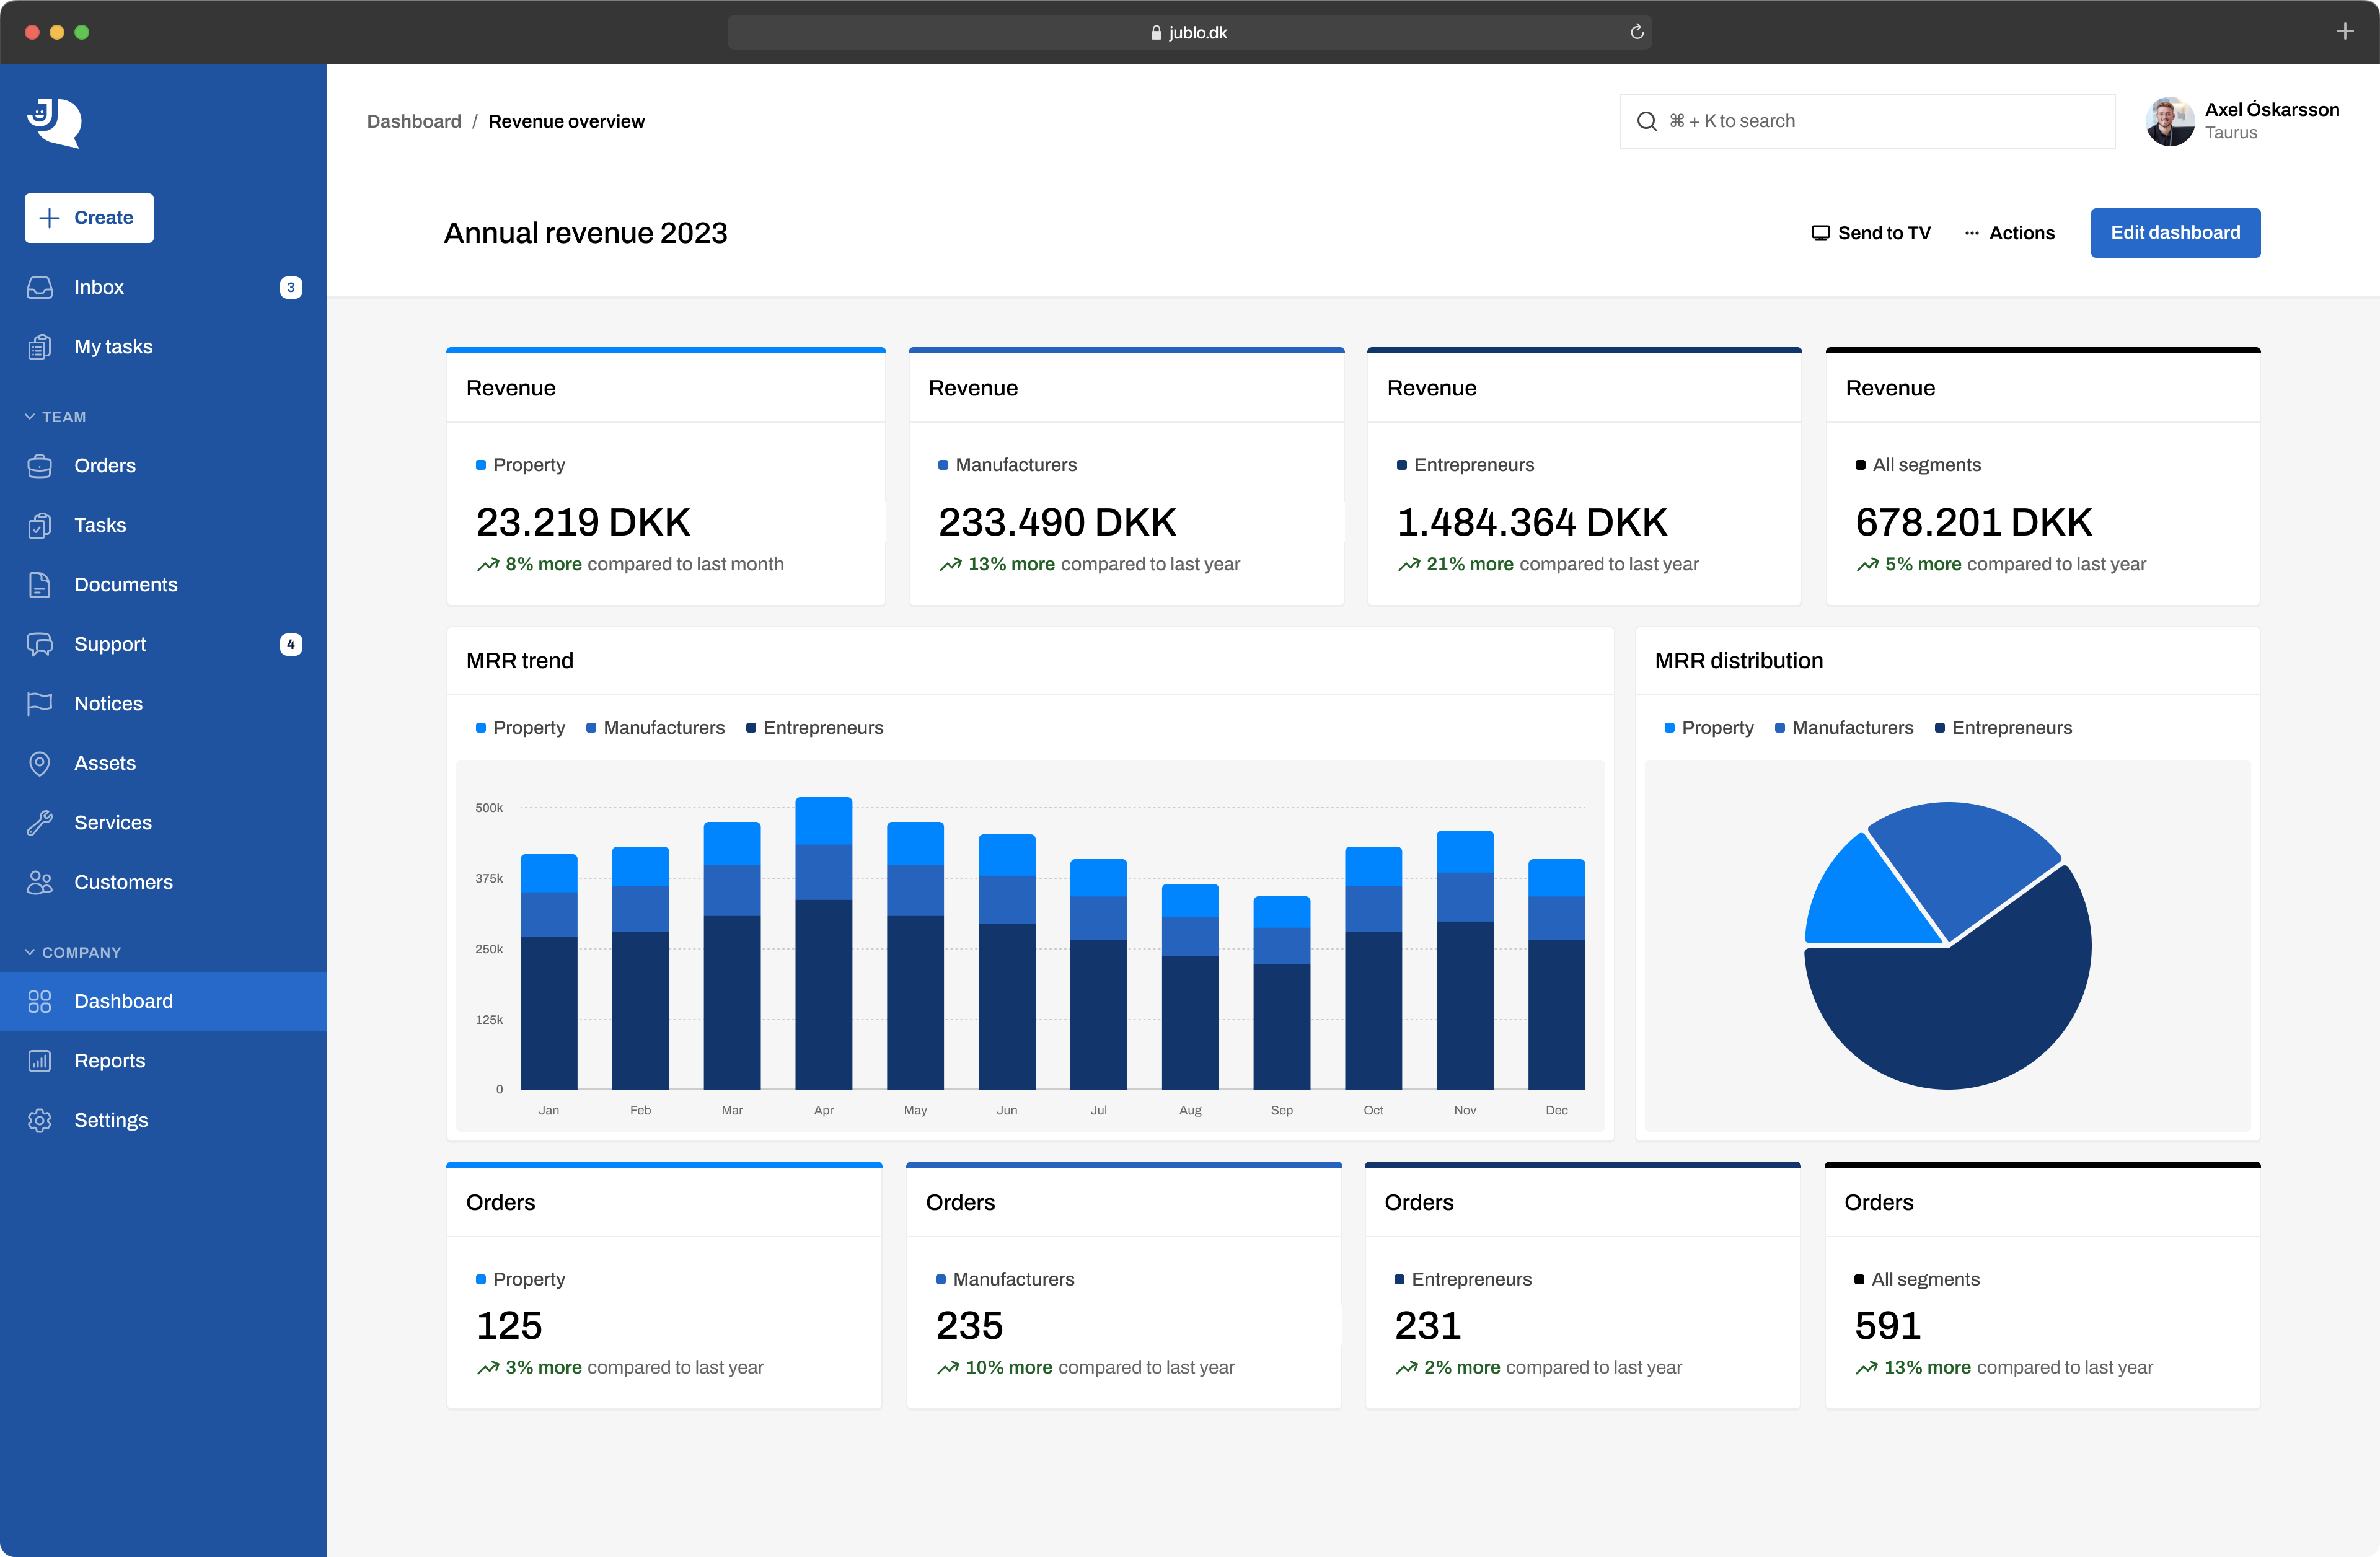 jublo.dk
Dashboard / Revenue overview
⌘ + K to search
Axel Óskarsson
Taurus
Create
Inbox 3
My tasks
TEAM
Orders
Tasks
Documents
Support 4
Notices
Assets
Services
Customers
COMPANY
Dashboard
Reports
Settings
Annual revenue 2023
Send to TV
Actions
Edit dashboard
Revenue
Property
23.219 DKK
8% more compared to last month
Revenue
Manufacturers
233.490 DKK
13% more compared to last year
Revenue
Entrepreneurs
1.484.364 DKK
21% more compared to last year
Revenue
All segments
678.201 DKK
5% more compared to last year
MRR trend
Property Manufacturers Entrepreneurs
500k
375k
250k
125k
0
Jan Feb Mar Apr May Jun Jul Aug Sep Oct Nov Dec
MRR distribution
Property Manufacturers Entrepreneurs
Orders
Property
125
3% more compared to last year
Orders
Manufacturers
235
10% more compared to last year
Orders
Entrepreneurs
231
2% more compared to last year
Orders
All segments
591
13% more compared to last year